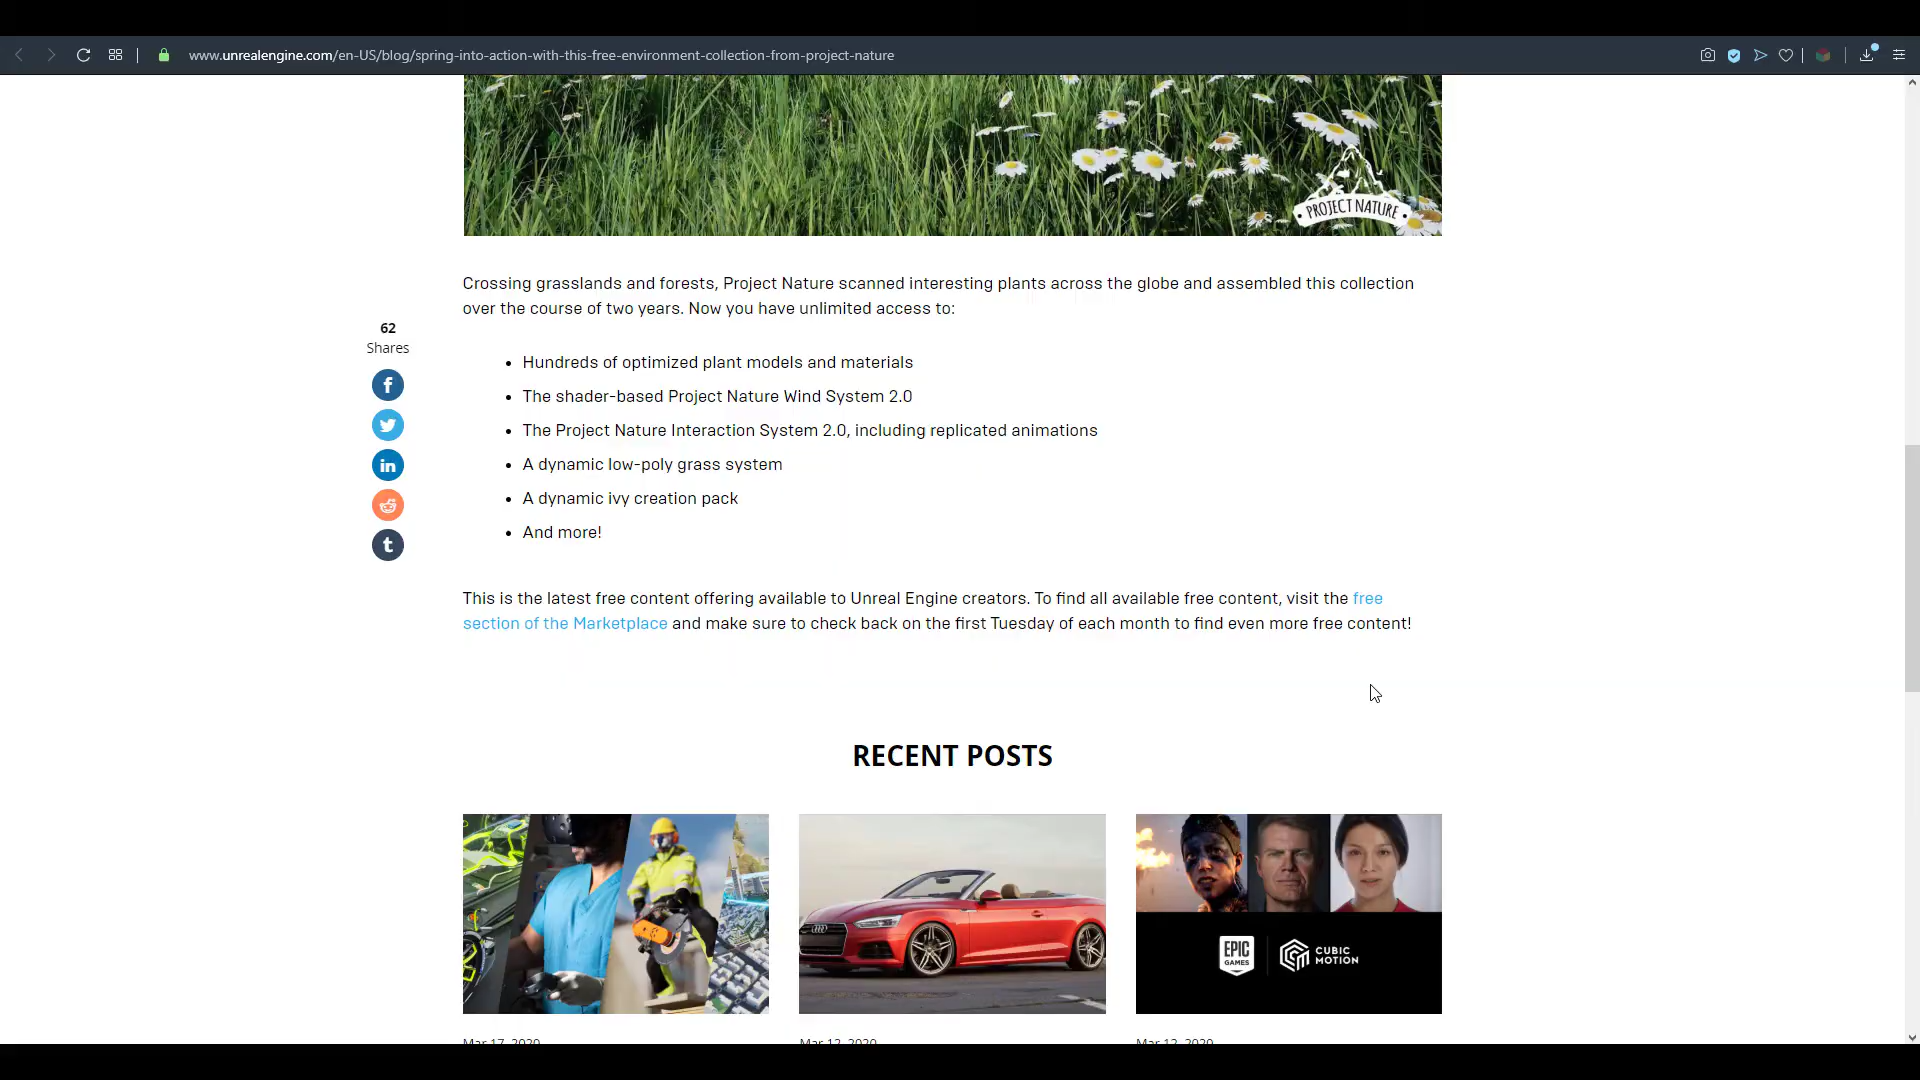 www.unrealengine.com/en-US/blog/spring-into-action-with-this-free-environment-collection-from-project-nature
PROJECT NATURE
Crossing grasslands and forests, Project Nature scanned interesting plants across the globe and assembled this collection
over the course of two years. Now you have unlimited access to:
62
Shares
• Hundreds of optimized plant models and materials
• The shader-based Project Nature Wind System 2.0
• The Project Nature Interaction System 2.0, including replicated animations
• A dynamic low-poly grass system
• A dynamic ivy creation pack
• And more!
This is the latest free content offering available to Unreal Engine creators. To find all available free content, visit the free
section of the Marketplace and make sure to check back on the first Tuesday of each month to find even more free content!
RECENT POSTS
EPIC
GAMES
CUBIC
MOTION
Mar 17, 2020
Mar 12, 2020
Mar 12, 2020